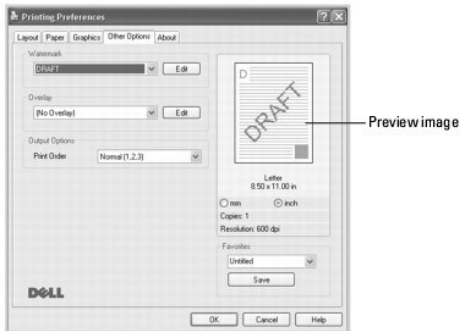 Printing Preferences
Layout Paper Graphics Other Options About
Watermark
DRAFT
Edit
Overlay
(No Overlay)
Edit
Output Options
Print Order Normal (1,2,3)
D
DRAFT
Preview image
Letter
8.50 x 11.00 in
mm inch
Copies: 1
Resolution: 600 dpi
Favorites
Untitled
Save
DELL
OK Cancel Help